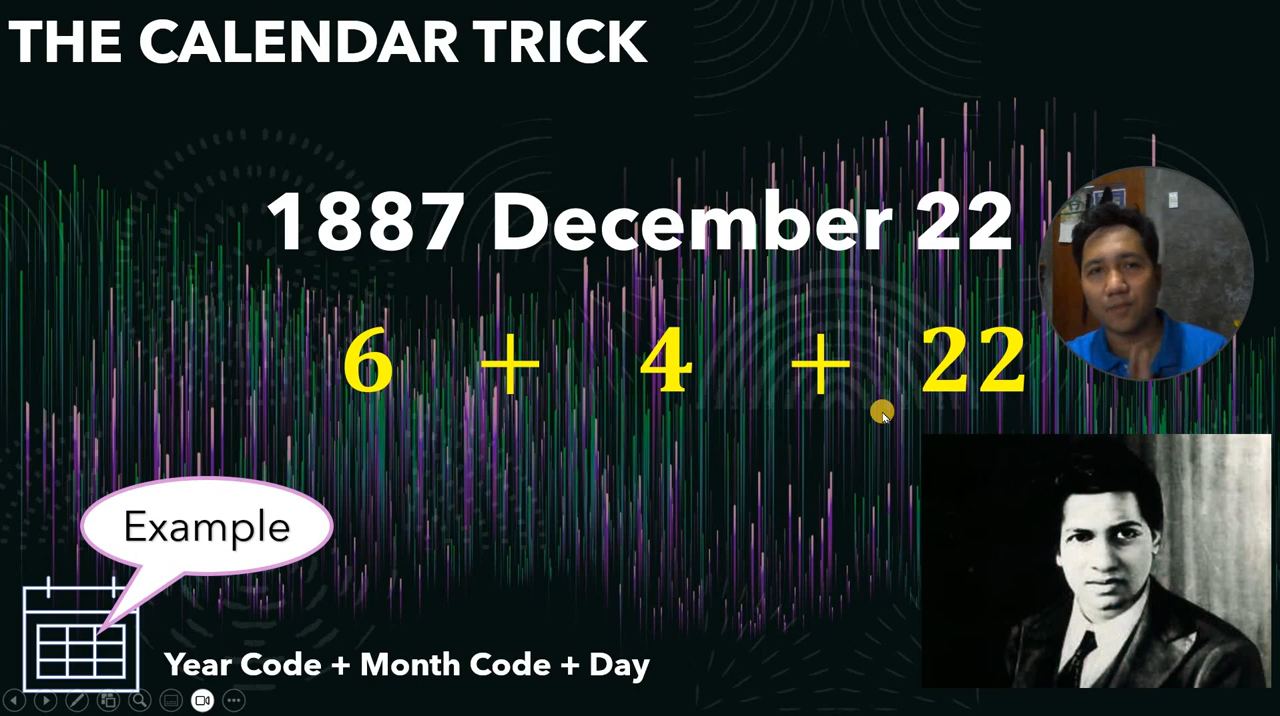 THE CALENDAR TRICK
1887 December 22
6 + 4 + 22
Example
Year Code + Month Code + Day